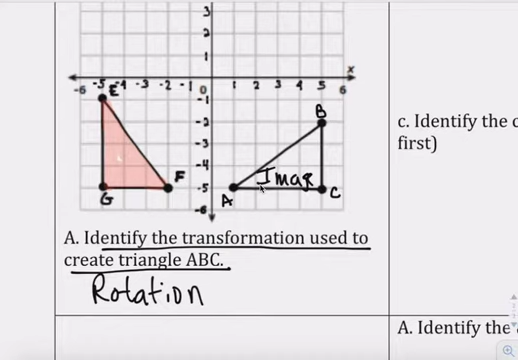 3
2
1
x
-6 -5 -4 -3 -2 -1 0 1 2 3 4 5 6
E
-1
B
-2
-3
-4
F
Imag
-5
G
A
C
-6
c. Identify the c
first)
A. Identify the transformation used to
create triangle ABC.
Rotation
A. Identify the